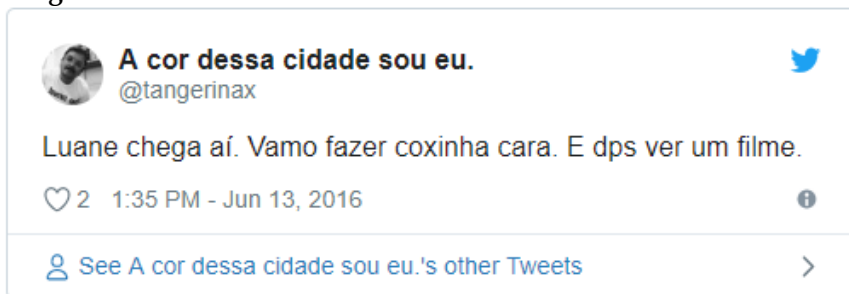 A cor dessa cidade sou eu.
@tangerinax
Luane chega aí. Vamo fazer coxinha cara. E dps ver um filme.
2 1:35 PM - Jun 13, 2016
See A cor dessa cidade sou eu.'s other Tweets